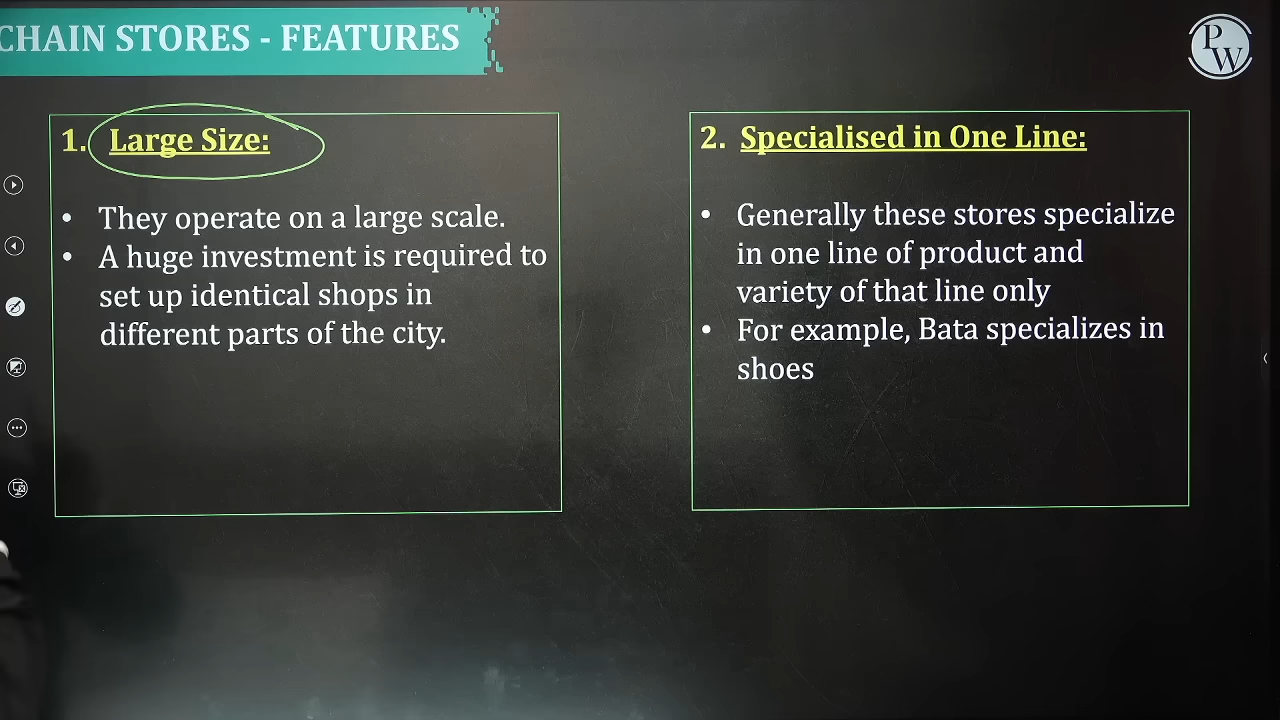 CHAIN STORES - FEATURES
PW
1. Large Size:
• They operate on a large scale.
• A huge investment is required to
set up identical shops in
different parts of the city.
2. Specialised in One Line:
• Generally these stores specialize
in one line of product and
variety of that line only
• For example, Bata specializes in
shoes